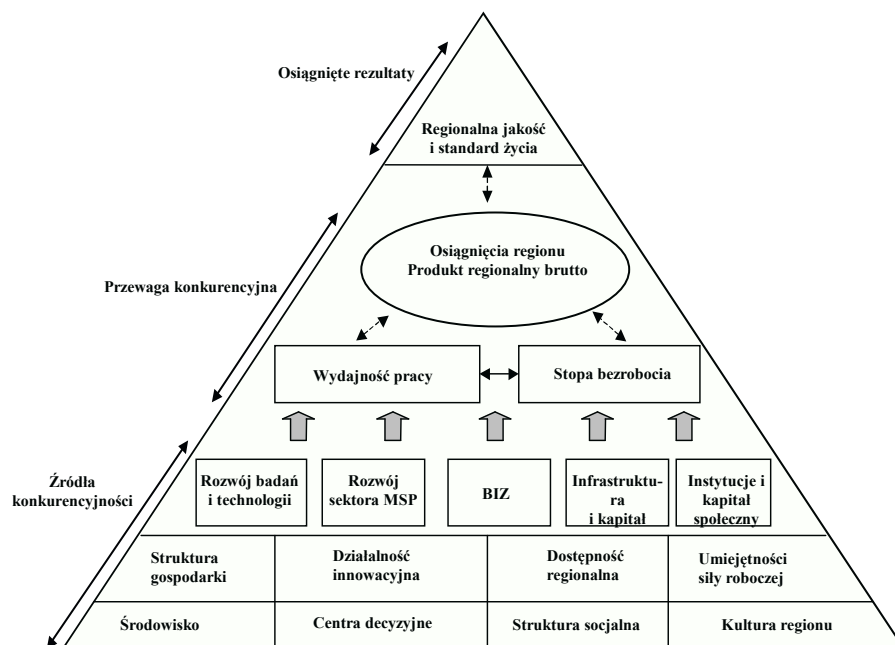 Osiągnięte rezultaty
Regionalna jakość
i standard życia
Osiągnięcia regionu
Produkt regionalny brutto
Przewaga konkurencyjna
Wydajność pracy
Stopa bezrobocia
Źródła
konkurencyjności
Rozwój badań
i technologii
Rozwój
sektora MSP
BIZ
Infrastruktu-
ra
i kapitał
Instytucje i
kapitał
społeczny
Struktura
gospodarki
Działalność
innowacyjna
Dostępność
regionalna
Umiejętności
siły roboczej
Środowisko
Centra decyzyjne
Struktura socjalna
Kultura regionu